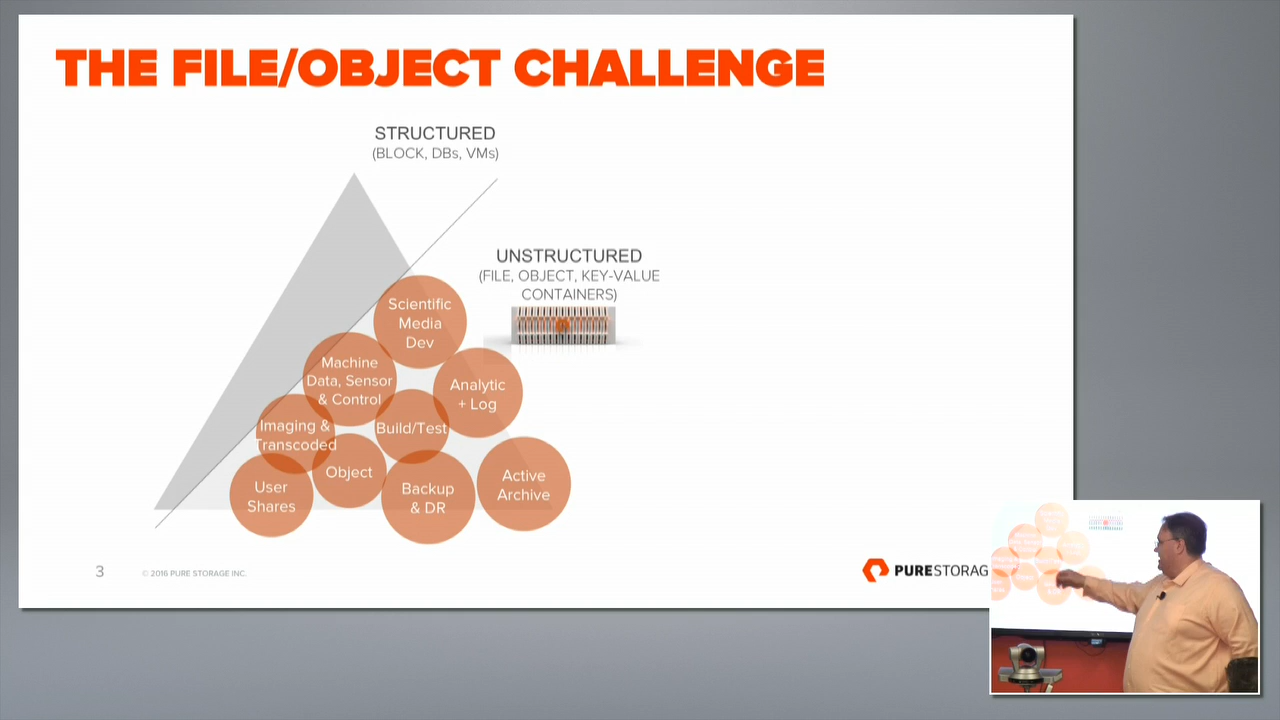 THE FILE/OBJECT CHALLENGE
STRUCTURED
(BLOCK, DBs, VMs)
UNSTRUCTURED
(FILE, OBJECT, KEY-VALUE
CONTAINERS)
Scientific
Media
Dev
Machine
Data, Sensor
& Control
Analytic
+ Log
Imaging &
Transcoded
Build/Test
Object
User
Shares
Backup
& DR
Active
Archive
3
© 2016 PURE STORAGE INC.
PURESTORAG